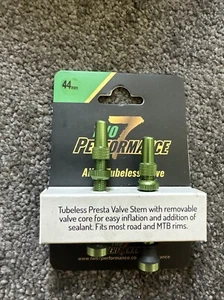 44mm
TWO
PERFORMANCE
Tubeless Presta Valve Stem with removable
valve core for easy inflation and addition of
sealant. Fits most road and MTB rims.